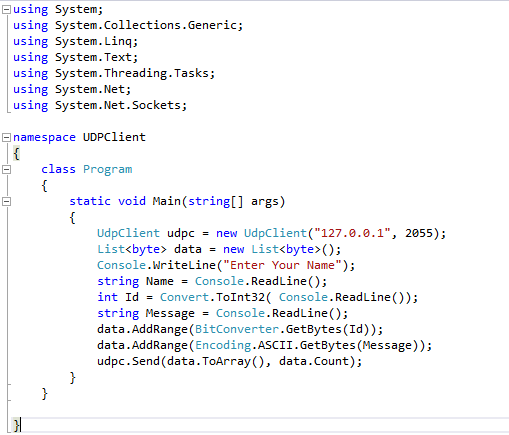 using System;
using System.Collections.Generic;
using System.Linq;
using System.Text;
using System.Threading.Tasks;
using System.Net;
using System.Net.Sockets;

namespace UDPClient
{
    class Program
    {
        static void Main(string[] args)
        {
            UdpClient udpc = new UdpClient("127.0.0.1", 2055);
            List<byte> data = new List<byte>();
            Console.WriteLine("Enter Your Name");
            string Name = Console.ReadLine();
            int Id = Convert.ToInt32( Console.ReadLine());
            string Message = Console.ReadLine();
            data.AddRange(BitConverter.GetBytes(Id));
            data.AddRange(Encoding.ASCII.GetBytes(Message));
            udpc.Send(data.ToArray(), data.Count);
        }
    }

}